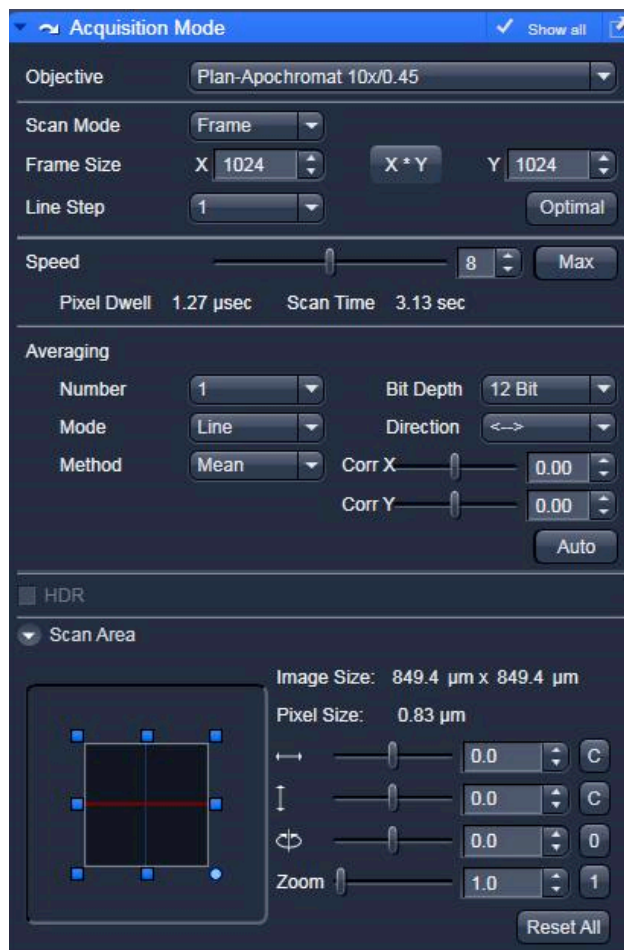 Acquisition Mode Show all
Objective Plan-Apochromat 10x/0.45
Scan Mode Frame
Frame Size X 1024 X * Y Y 1024
Line Step 1 Optimal
Speed 8 Max
Pixel Dwell 1.27 µsec Scan Time 3.13 sec
Averaging
Number 1 Bit Depth 12 Bit
Mode Line Direction <-->
Method Mean Corr X 0.00
Corr Y 0.00
Auto
HDR
Scan Area
Image Size: 849.4 µm x 849.4 µm
Pixel Size: 0.83 µm
0.0 C
0.0 C
0.0 0
Zoom 1.0 1
Reset All